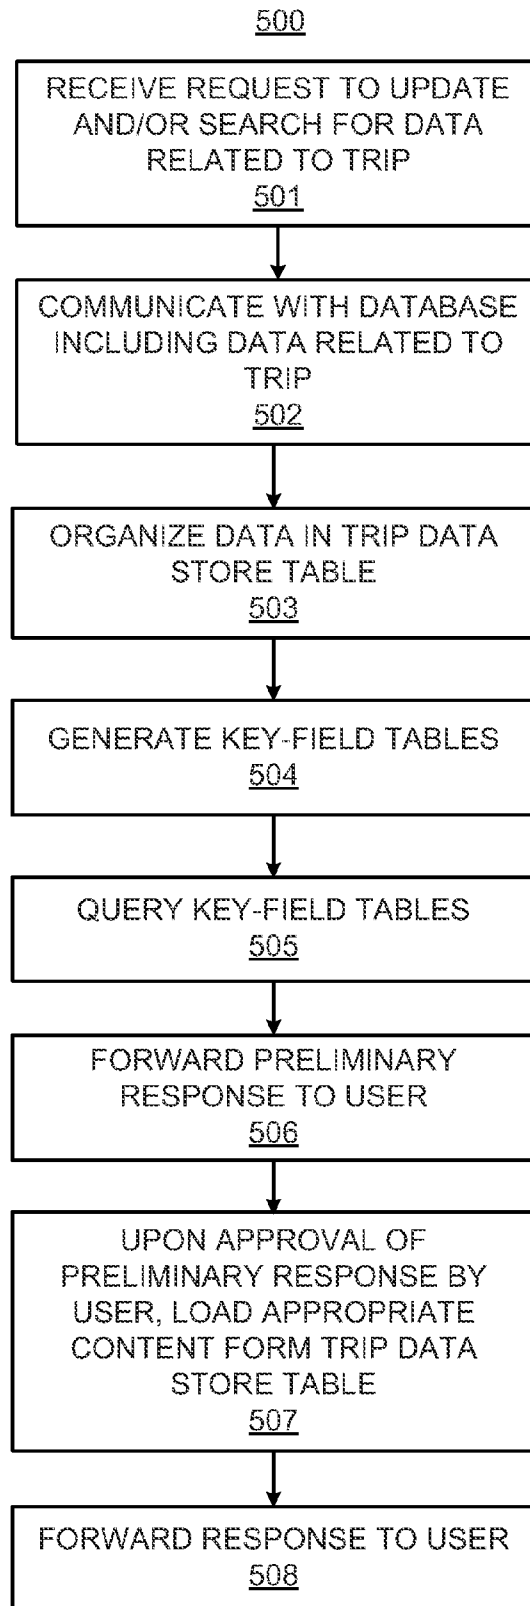 500
RECEIVE REQUEST TO UPDATE
AND/OR SEARCH FOR DATA
RELATED TO TRIP
501
COMMUNICATE WITH DATABASE
INCLUDING DATA RELATED TO
TRIP
502
ORGANIZE DATA IN TRIP DATA
STORE TABLE
503
GENERATE KEY-FIELD TABLES
504
QUERY KEY-FIELD TABLES
505
FORWARD PRELIMINARY
RESPONSE TO USER
506
UPON APPROVAL OF
PRELIMINARY RESPONSE BY
USER, LOAD APPROPRIATE
CONTENT FORM TRIP DATA
STORE TABLE
507
FORWARD RESPONSE TO USER
508